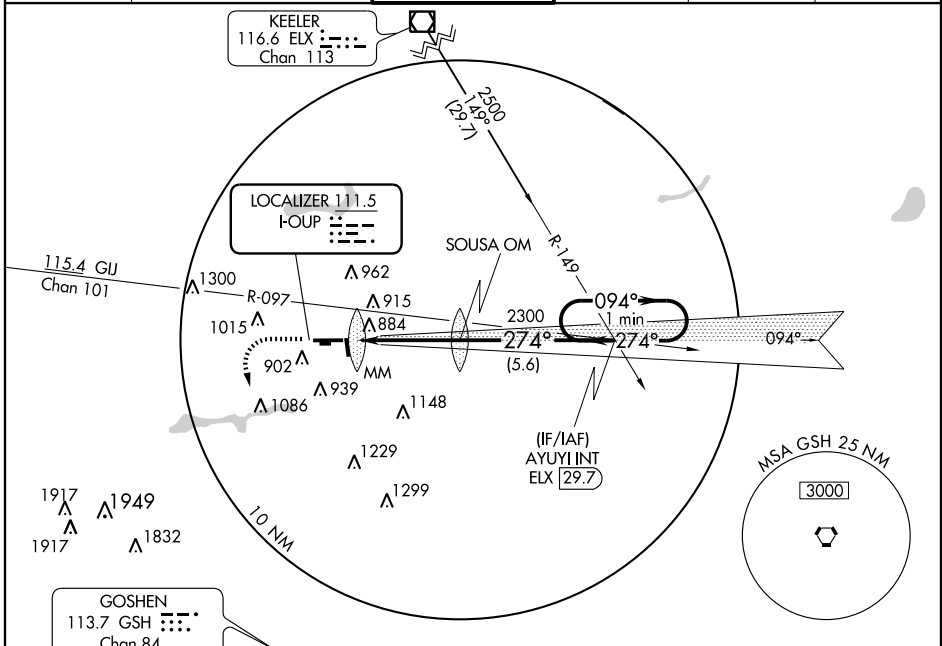 KEELER
116.6 ELX
Chan 113
2500
149°
(29.7)
LOCALIZER 111.5
I-OUP
SOUSA OM
R-149
115.4 GIJ
Chan 101
1300
R-097
962
915
1015
884
2300
094°
1 min
274°
274°
094°
(5.6)
902
MM
939
1086
1148
(IF/IAF)
AYUYI INT
ELX 29.7
1229
1299
MSA GSH 25 NM
3000
1917
1949
1917
1832
10 NM
GOSHEN
113.7 GSH
Chan 84